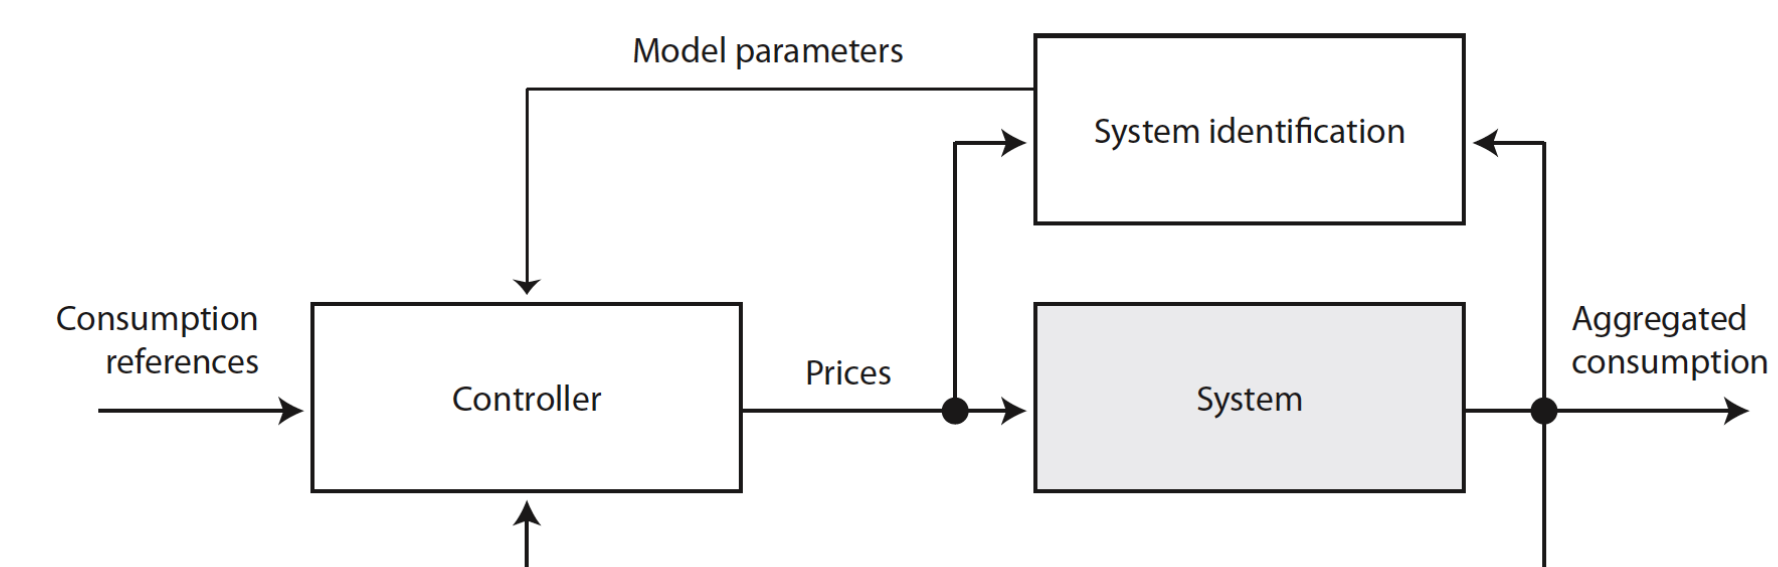 Model parameters
System identification
Consumption
references
Controller
Prices
System
Aggregated
consumption